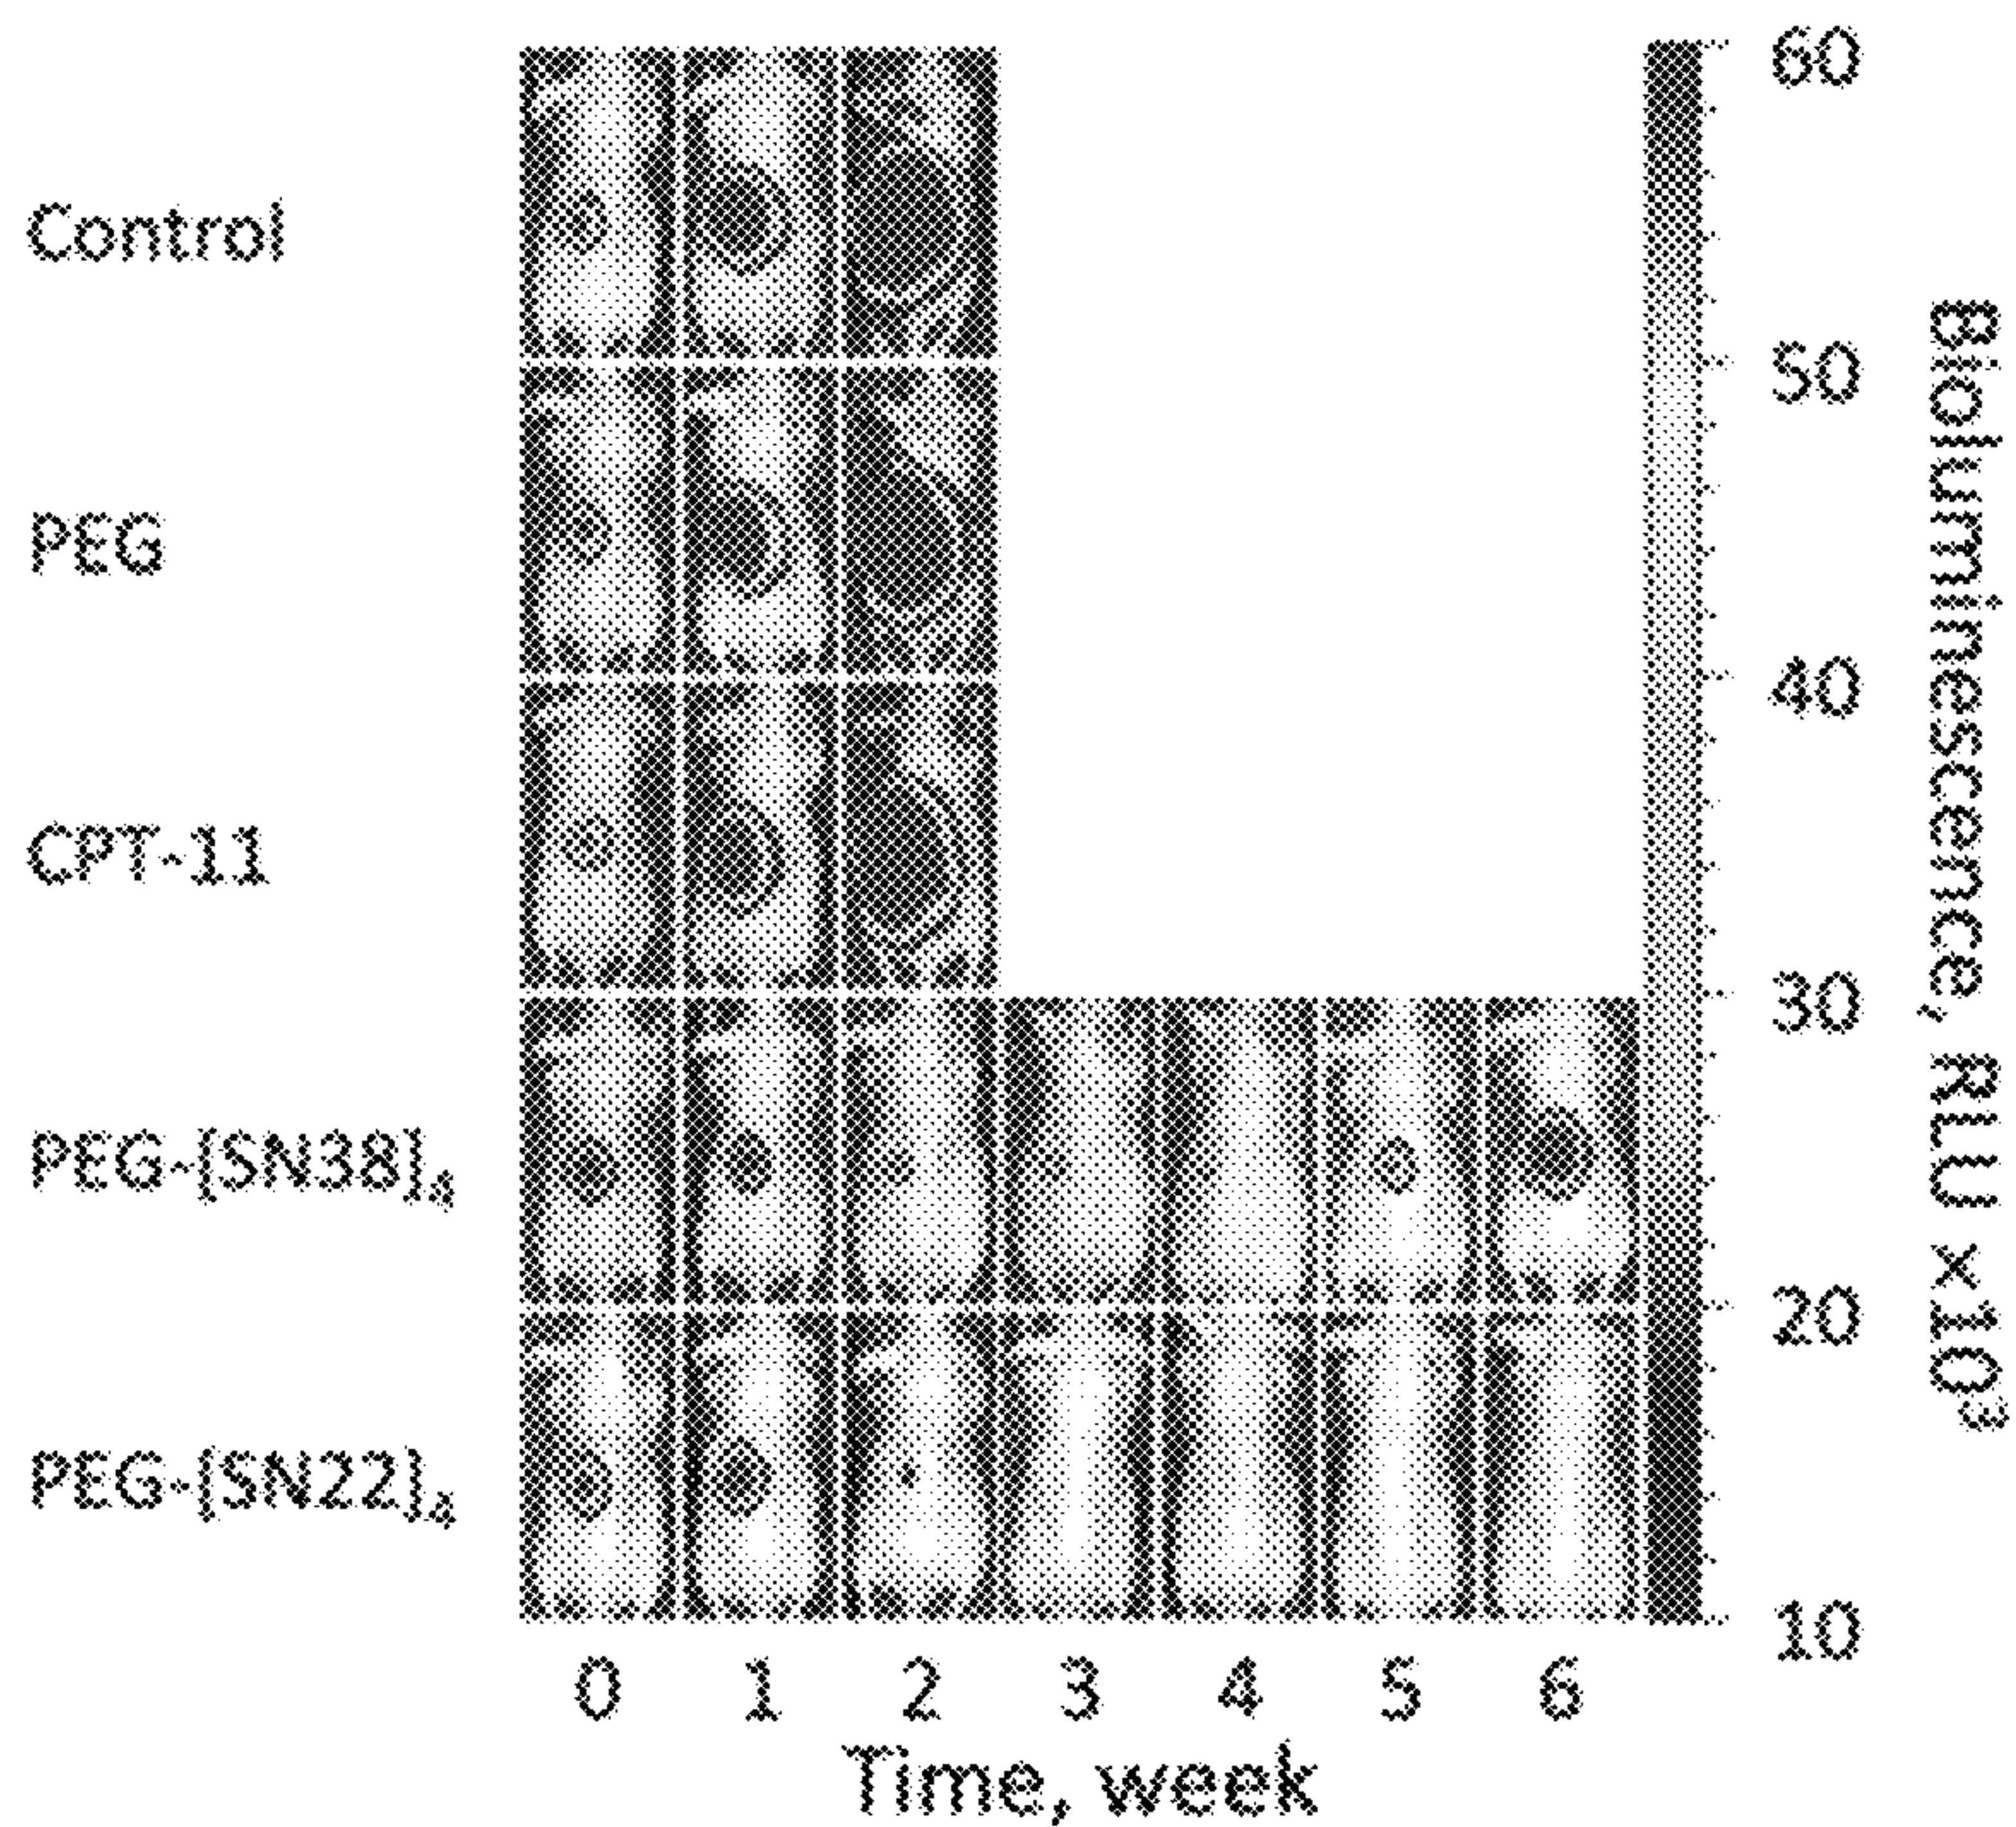 Control
PEG
CPT-11
PEG-[SN38]₄
PEG-[SN22]₄
0 1 2 3 4 5 6
Time, week
60
50
40
30
20
10
Bioluminescence, RLU ×10³